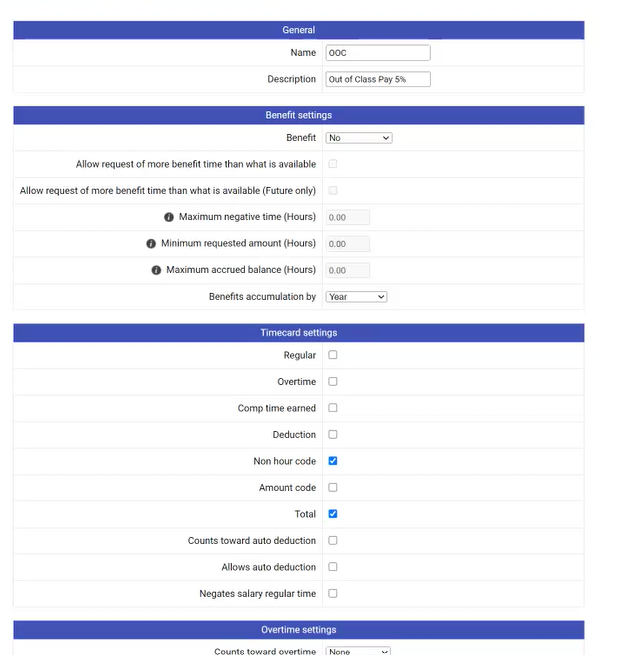 General
Name OOC
Description Out of Class Pay 5%
Benefit settings
Benefit No
Allow request of more benefit time than what is available
Allow request of more benefit time than what is available (Future only)
Maximum negative time (Hours) 0.00
Minimum requested amount (Hours) 0.00
Maximum accrued balance (Hours) 0.00
Benefits accumulation by Year
Timecard settings
Regular
Overtime
Comp time earned
Deduction
Non hour code
Amount code
Total
Counts toward auto deduction
Allows auto deduction
Negates salary regular time
Overtime settings
Counts toward overtime None